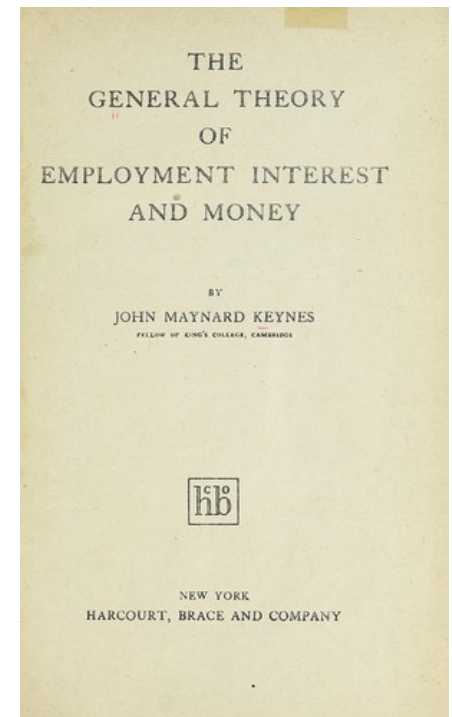 THE
GENERAL THEORY
OF
EMPLOYMENT INTEREST
AND MONEY
BY
JOHN MAYNARD KEYNES
FELLOW OF KING'S COLLEGE, CAMBRIDGE
hcbo
NEW YORK
HARCOURT, BRACE AND COMPANY